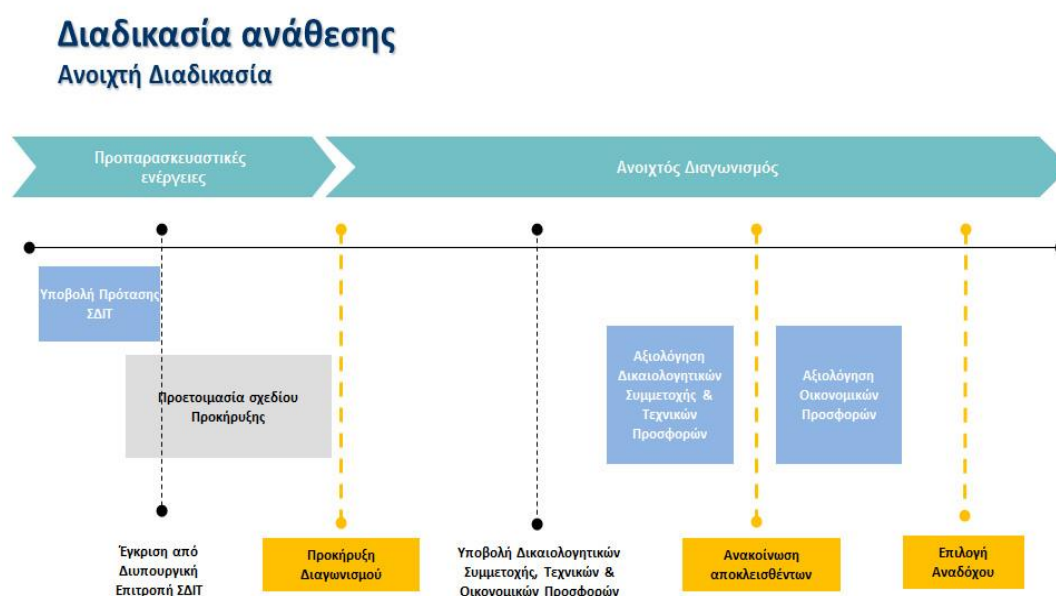 Διαδικασία ανάθεσης
Ανοιχτή Διαδικασία
Προπαρασκευαστικές
ενέργειες
Ανοιχτός Διαγωνισμός
Υποβολή Πρότασης
ΣΔΙΤ
Προετοιμασία σχεδίου
Προκήρυξης
Αξιολόγηση
Δικαιολογητικών
Συμμετοχής &
Τεχνικών
Προσφορών
Αξιολόγηση
Οικονομικών
Προσφορών
Έγκριση από
Διυπουργική
Επιτροπή ΣΔΙΤ
Προκήρυξη
Διαγωνισμού
Υποβολή Δικαιολογητικών
Συμμετοχής, Τεχνικών &
Οικονομικών Προσφορών
Ανακοίνωση
αποκλεισθέντων
Επιλογή
Αναδόχου